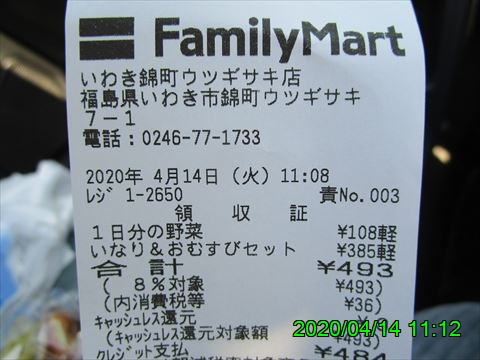 FamilyMart
いわき錦町ウツギサキ店
福島県いわき市錦町ウツギサキ
7-1
電話:0246-77-1733
2020年 4月14日(火)11:08
レジ 1-2650 責No.003
領 収 証
1日分の野菜 ¥108軽
いなり&おむすびセット ¥385軽
合 計 ¥493
( 8%対象 ¥493)
(内消費税等 ¥36)
キャッシュレス還元
(キャッシュレス還元対象額 ¥493)
クレジット支払 ¥484
2020/04/14 11:12